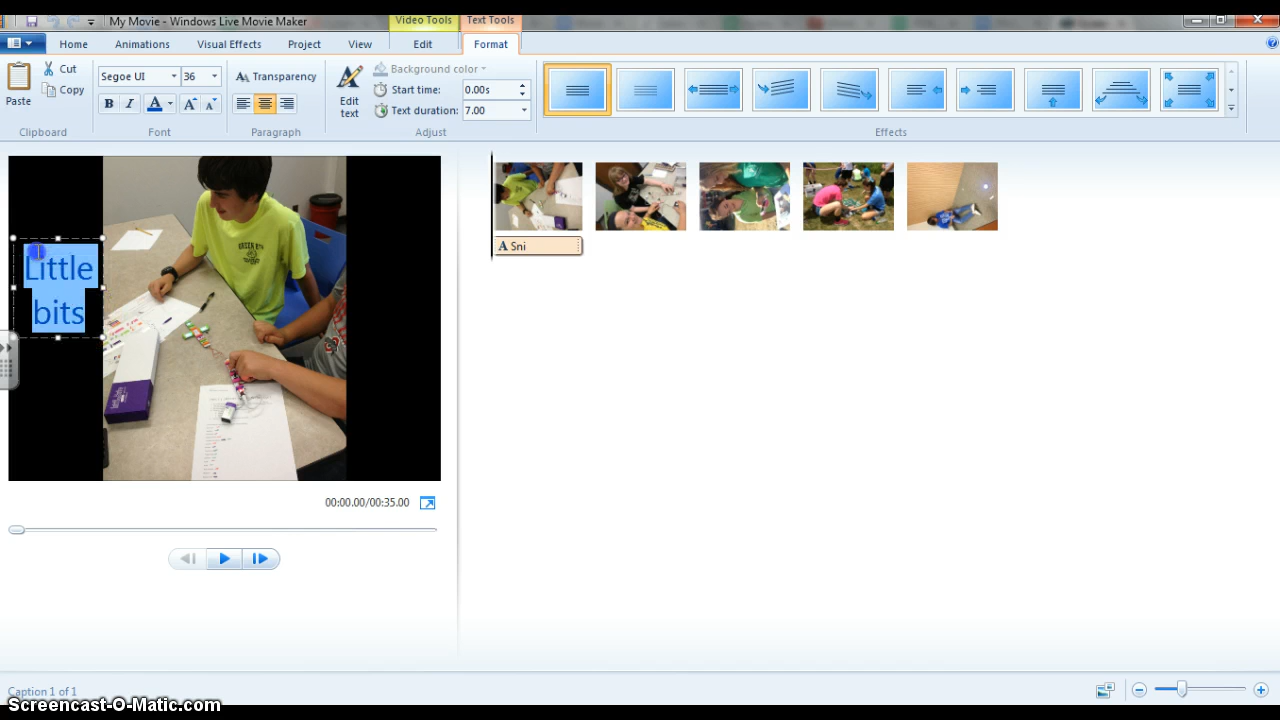 My Movie - Windows Live Movie Maker
Video Tools
Text Tools
Home
Animations
Visual Effects
Project
View
Edit
Format
Paste
Cut
Copy
Clipboard
Segoe UI
36
B I A A A
Font
A Transparency
Paragraph
Edit
text
Background color
Start time: 0.00s
Text duration: 7.00
Adjust
Effects
Little
bits
A Sni
00:00.00/00:35.00
Caption 1 of 1
Screencast-O-Matic.com